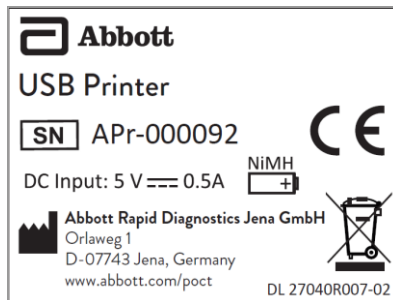 Abbott
USB Printer
SN APr-000092
NiMH
DC Input: 5 V 0.5A
+
Abbott Rapid Diagnostics Jena GmbH
Orlaweg 1
D-07743 Jena, Germany
www.abbott.com/poct
DL 27040R007-02